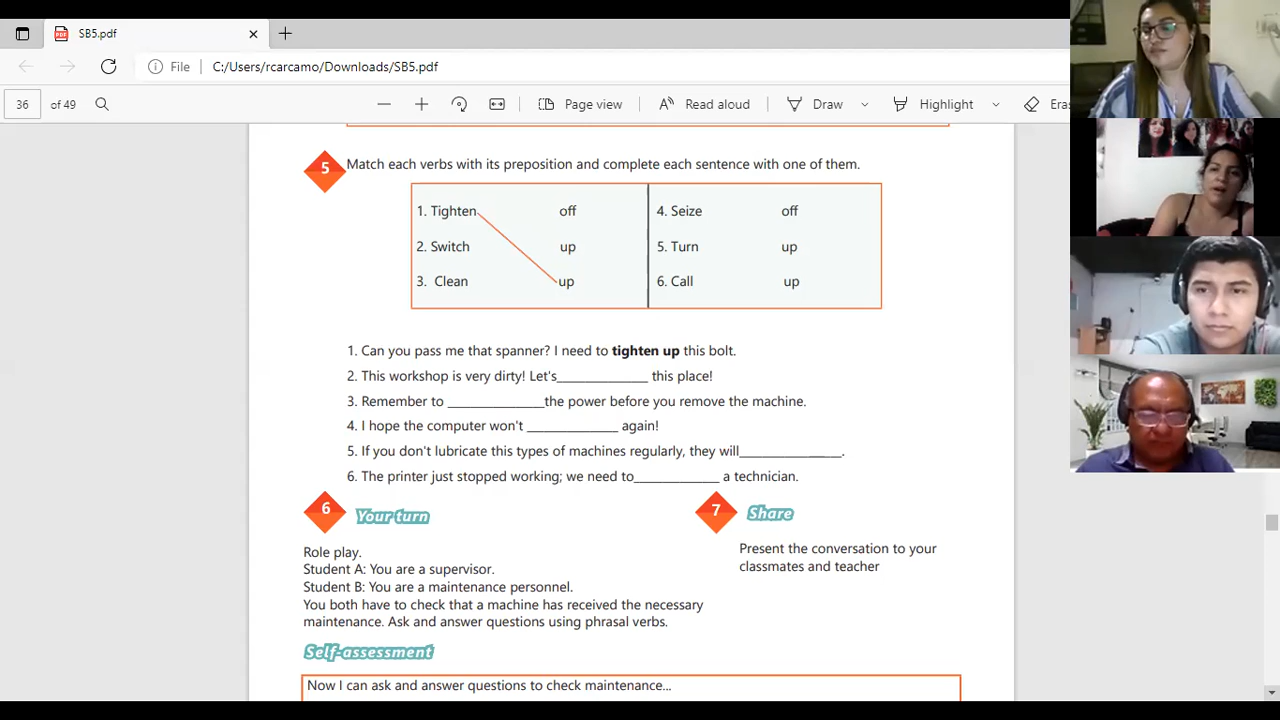 SB5.pdf
File C:/Users/rcarcamo/Downloads/SB5.pdf
36 of 49 Page view Read aloud Draw Highlight Era
5 Match each verbs with its preposition and complete each sentence with one of them.
1. Tighten off 4. Seize off
2. Switch up 5. Turn up
3. Clean up 6. Call up
1. Can you pass me that spanner? I need to tighten up this bolt.
2. This workshop is very dirty! Let's______________ this place!
3. Remember to _______________the power before you remove the machine.
4. I hope the computer won't ______________ again!
5. If you don't lubricate this types of machines regularly, they will________________.
6. The printer just stopped working; we need to_____________ a technician.
6 Your turn
Role play.
Student A: You are a supervisor.
Student B: You are a maintenance personnel.
You both have to check that a machine has received the necessary
maintenance. Ask and answer questions using phrasal verbs.
7 Share
Present the conversation to your
classmates and teacher
Self-assessment
Now I can ask and answer questions to check maintenance...